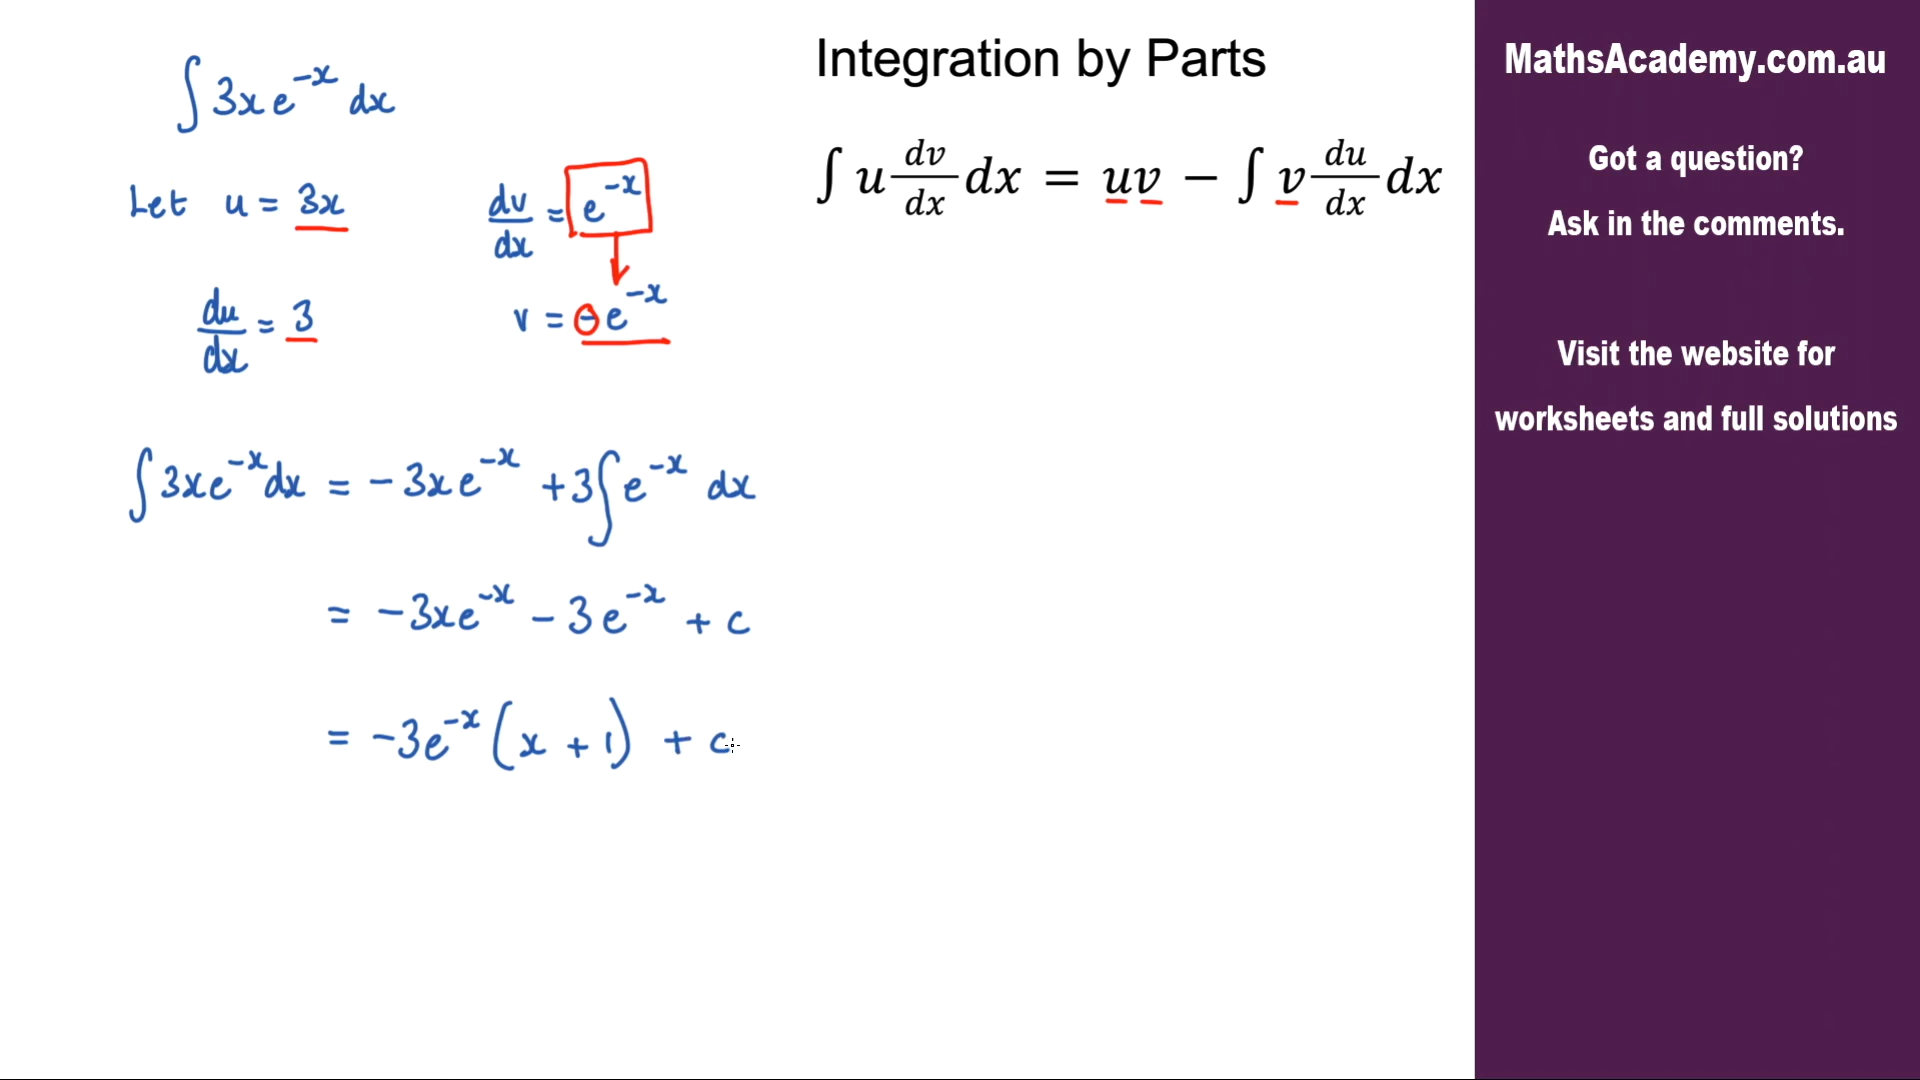 ∫ 3x e^{-x} dx
Let u = 3x
dv/dx = e^{-x}
du/dx = 3
v = -e^{-x}
∫ 3xe^{-x} dx = -3xe^{-x} + 3∫ e^{-x} dx
= -3xe^{-x} - 3e^{-x} + c
= -3e^{-x} (x + 1) + c
Integration by Parts
∫ u dv/dx dx = uv - ∫ v du/dx dx
MathsAcademy.com.au
Got a question?
Ask in the comments.
Visit the website for
worksheets and full solutions